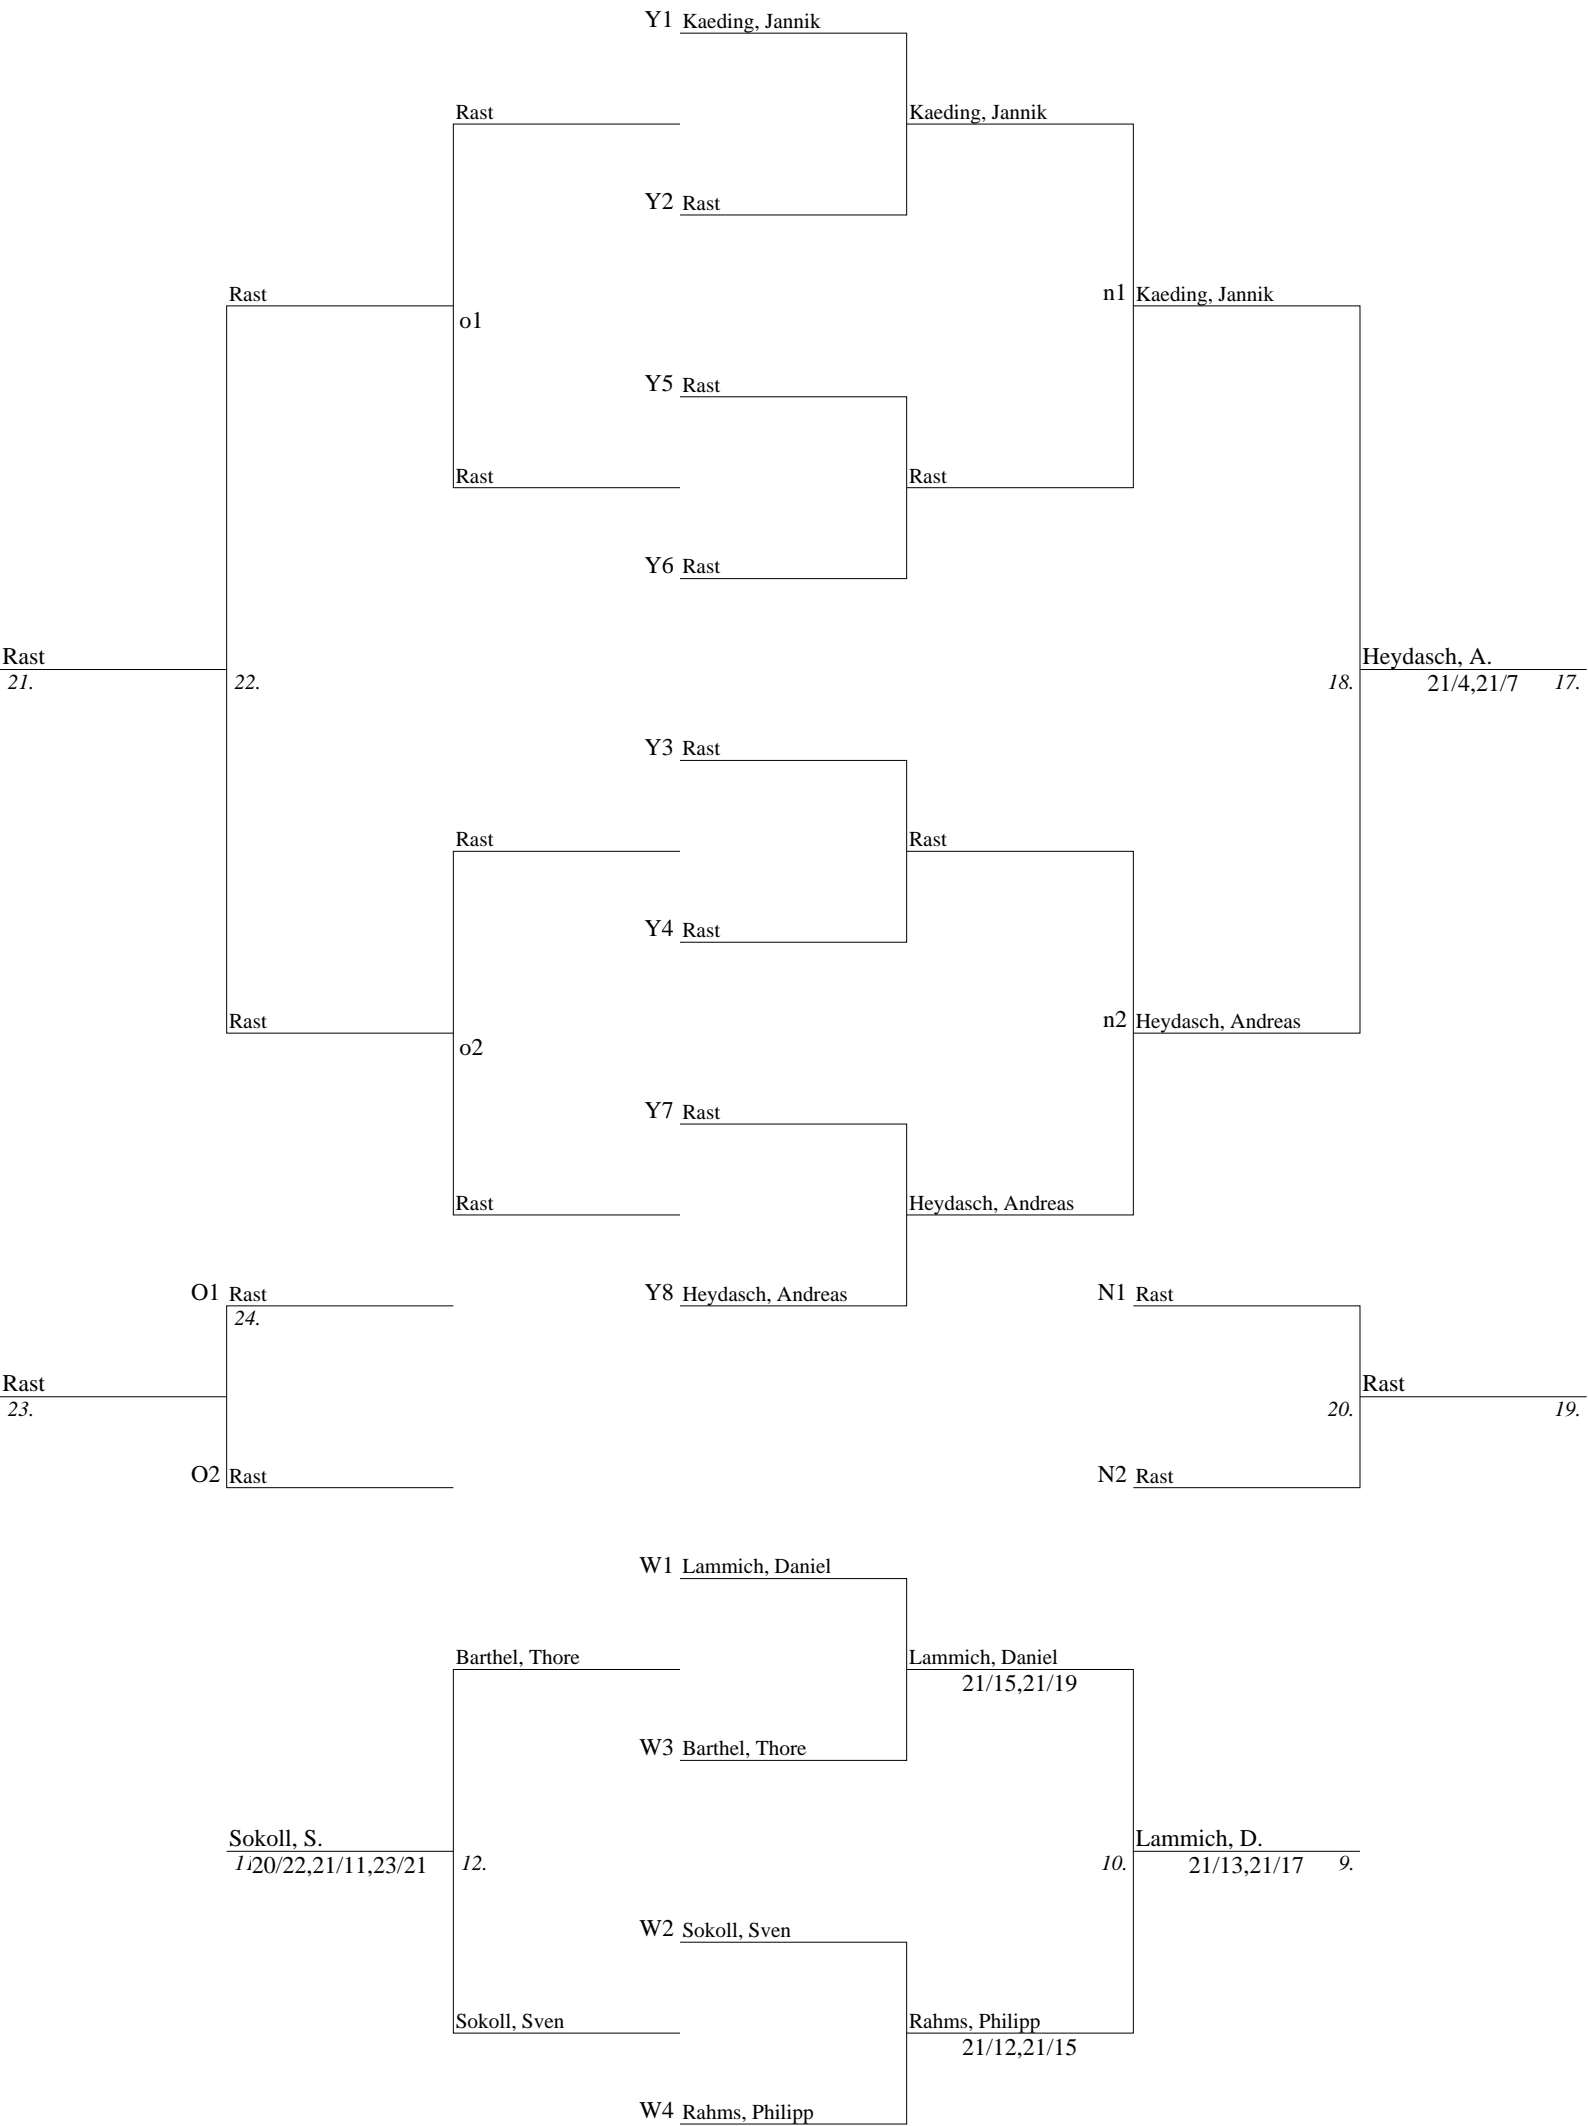 Y1 Kaeding, Jannik
Rast Kaeding, Jannik
Y2 Rast
Rast n1 Kaeding, Jannik
o1
Y5 Rast
Rast Rast
Y6 Rast
Rast Heydasch, A.
21. 22. 18. 21/4,21/7 17.
Y3 Rast
Rast Rast
Y4 Rast
Rast n2 Heydasch, Andreas
o2
Y7 Rast
Rast Heydasch, Andreas
O1 Rast Y8 Heydasch, Andreas N1 Rast
24.
Rast Rast
23. 20. 19.
O2 Rast N2 Rast
W1 Lammich, Daniel
Barthel, Thore Lammich, Daniel
21/15,21/19
W3 Barthel, Thore
Sokoll, S. Lammich, D.
11 20/22,21/11,23/21 12. 10. 21/13,21/17 9.
W2 Sokoll, Sven
Sokoll, Sven Rahms, Philipp
21/12,21/15
W4 Rahms, Philipp